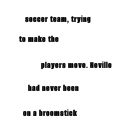 soccer team, trying
to make the
players move. Neville
had never been
on a broomstick